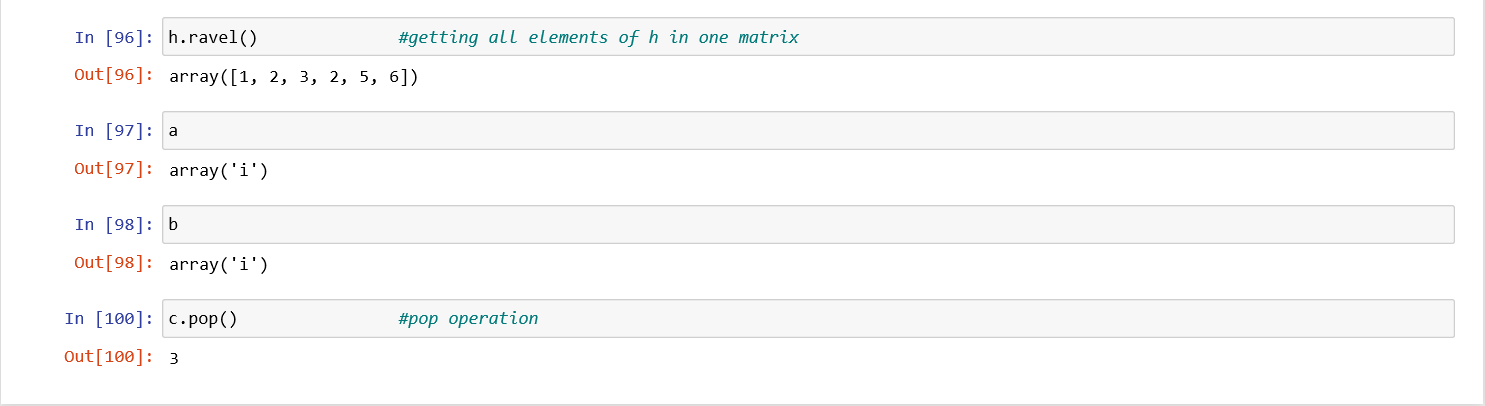 In [96]: h.ravel() #getting all elements of h in one matrix
Out[96]: array([1, 2, 3, 2, 5, 6])
In [97]: a
Out[97]: array('i')
In [98]: b
Out[98]: array('i')
In [100]: c.pop() #pop operation
Out[100]: 3